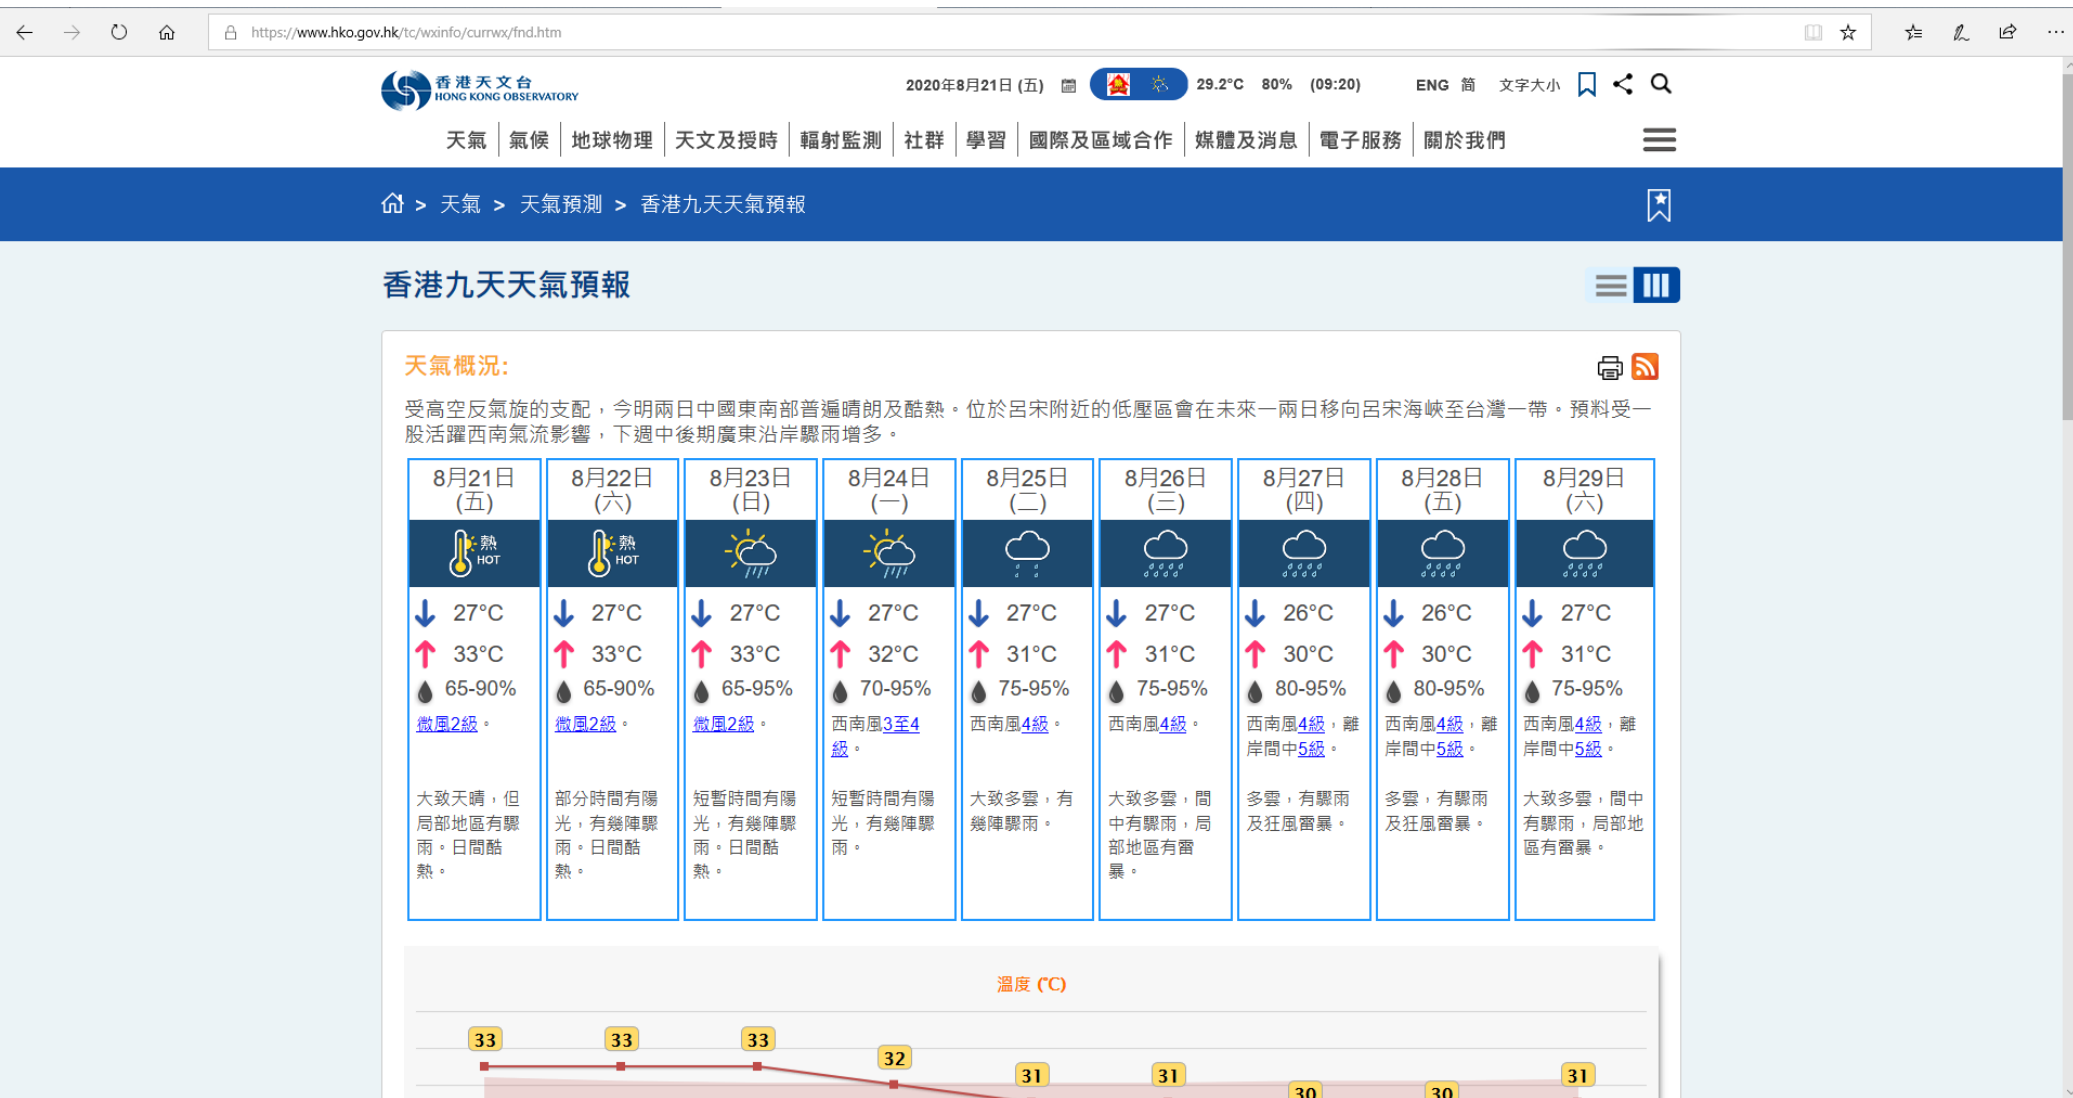 https://www.hko.gov.hk/tc/wxinfo/currwx/fnd.htm
香港天文台
HONG KONG OBSERVATORY
2020年8月21日 (五) 29.2°C 80% (09:20) ENG 简 文字大小
天氣 氣候 地球物理 天文及授時 輻射監測 社群 學習 國際及區域合作 媒體及消息 電子服務 關於我們
> 天氣 > 天氣預測 > 香港九天天氣預報
香港九天天氣預報
天氣概況:
受高空反氣旋的支配，今明兩日中國東南部普遍晴朗及酷熱。位於呂宋附近的低壓區會在未來一兩日移向呂宋海峽至台灣一帶。預料受一
股活躍西南氣流影響，下週中後期廣東沿岸驟雨增多。
8月21日
(五)
熱
HOT
27°C
33°C
65-90%
微風2級。
大致天晴，但
局部地區有驟
雨。日間酷
熱。
8月22日
(六)
熱
HOT
27°C
33°C
65-90%
微風2級。
部分時間有陽
光，有幾陣驟
雨。日間酷
熱。
8月23日
(日)
27°C
33°C
65-95%
微風2級。
短暫時間有陽
光，有幾陣驟
雨。日間酷
熱。
8月24日
(一)
27°C
32°C
70-95%
西南風3至4
級。
短暫時間有陽
光，有幾陣驟
雨。
8月25日
(二)
27°C
31°C
75-95%
西南風4級。
大致多雲，有
幾陣驟雨。
8月26日
(三)
27°C
31°C
75-95%
西南風4級。
大致多雲，間
中有驟雨，局
部地區有雷
暴。
8月27日
(四)
26°C
30°C
80-95%
西南風4級，離
岸間中5級。
多雲，有驟雨
及狂風雷暴。
8月28日
(五)
26°C
30°C
80-95%
西南風4級，離
岸間中5級。
多雲，有驟雨
及狂風雷暴。
8月29日
(六)
27°C
31°C
75-95%
西南風4級，離
岸間中5級。
大致多雲，間中
有驟雨，局部地
區有雷暴。
溫度 (°C)
33 33 33 32 31 31 30 30 31